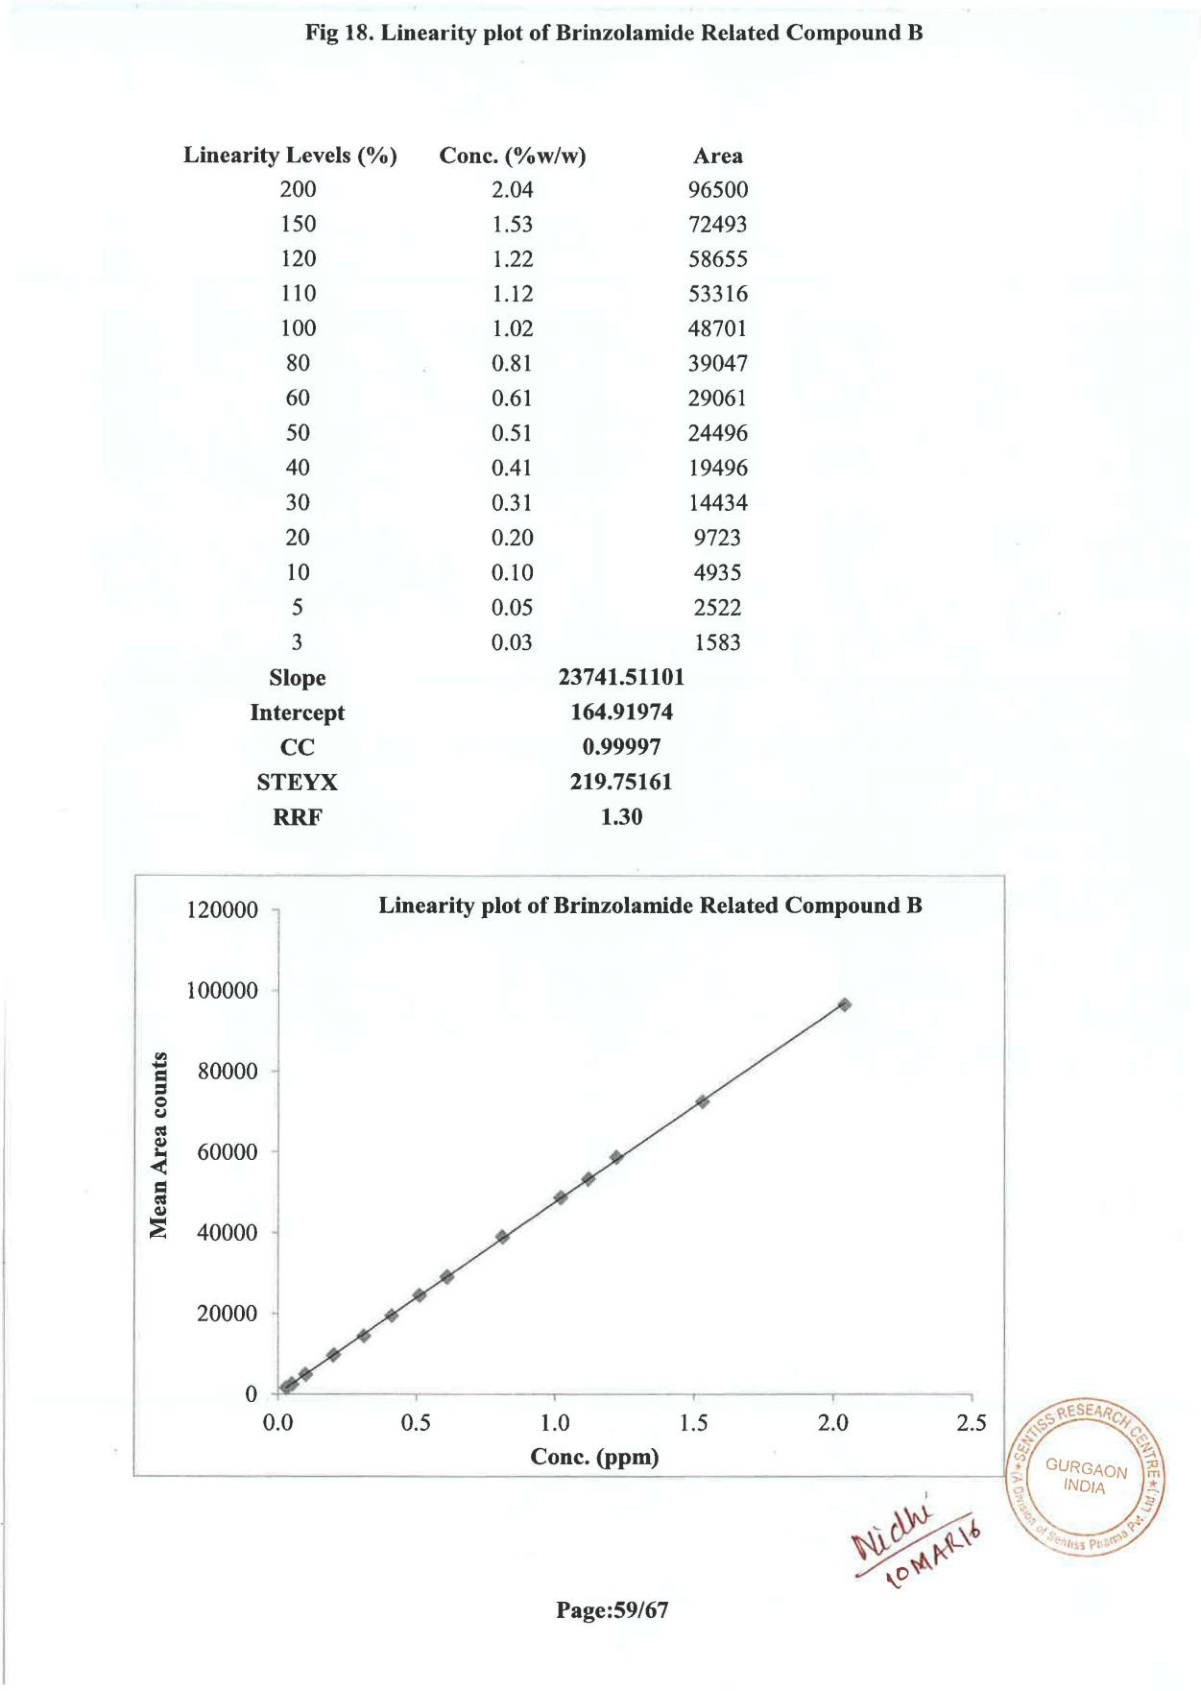 Fig 18. Linearity plot of Brinzolamide Related Compound B
Linearity Levels (%) Conc. (%w/w) Area
200 2.04 96500
150 1.53 72493
120 1.22 58655
110 1.12 53316
100 1.02 48701
80 0.81 39047
60 0.61 29061
50 0.51 24496
40 0.41 19496
30 0.31 14434
20 0.20 9723
10 0.10 4935
5 0.05 2522
3 0.03 1583
Slope 23741.51101
Intercept 164.91974
CC 0.99997
STEYX 219.75161
RRF 1.30
Linearity plot of Brinzolamide Related Compound B
120000
100000
80000
60000
40000
20000
0
Mean Area counts
0.0 0.5 1.0 1.5 2.0 2.5
Conc. (ppm)
*SENTISS RESEARCH CENTRE*
(A Division of Sentiss Pharma Pvt. Ltd.)
GURGAON
INDIA
Nidhi
10MAR16
Page:59/67